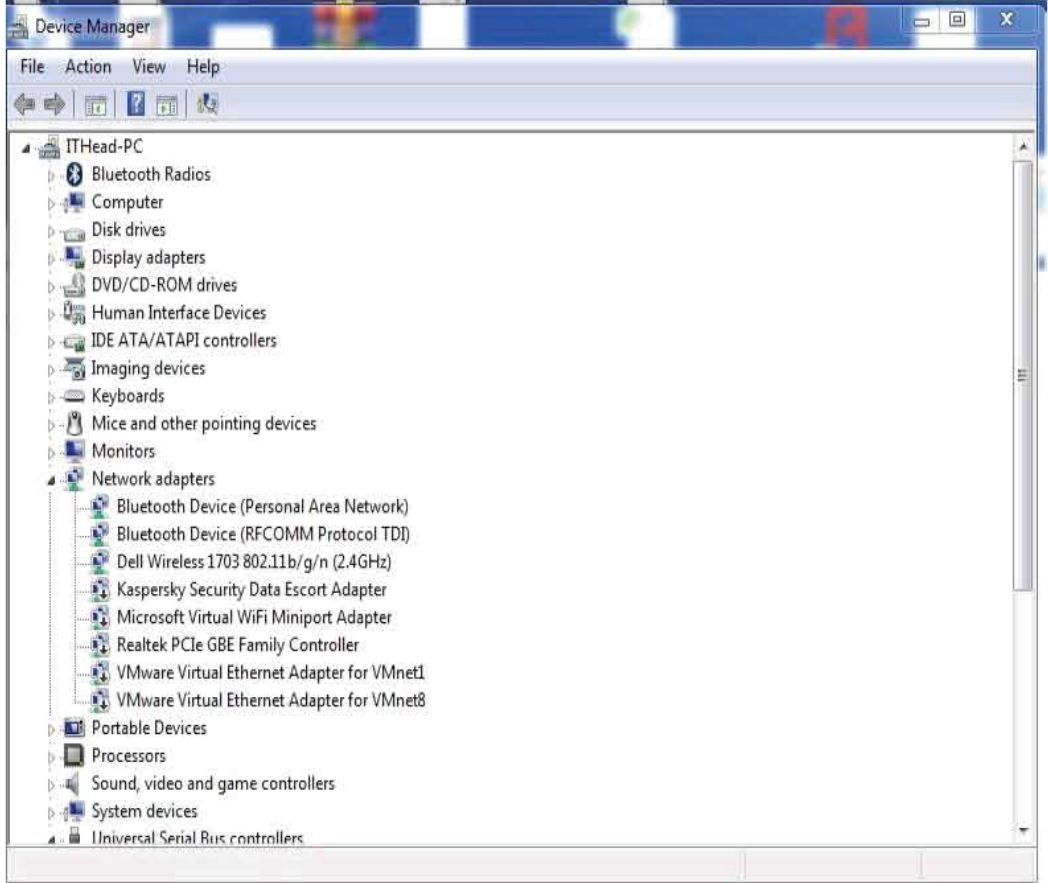 Device Manager
File Action View Help
ITHead-PC
Bluetooth Radios
Computer
Disk drives
Display adapters
DVD/CD-ROM drives
Human Interface Devices
IDE ATA/ATAPI controllers
Imaging devices
Keyboards
Mice and other pointing devices
Monitors
Network adapters
Bluetooth Device (Personal Area Network)
Bluetooth Device (RFCOMM Protocol TDI)
Dell Wireless 1703 802.11b/g/n (2.4GHz)
Kaspersky Security Data Escort Adapter
Microsoft Virtual WiFi Miniport Adapter
Realtek PCIe GBE Family Controller
VMware Virtual Ethernet Adapter for VMnet1
VMware Virtual Ethernet Adapter for VMnet8
Portable Devices
Processors
Sound, video and game controllers
System devices
Universal Serial Bus controllers